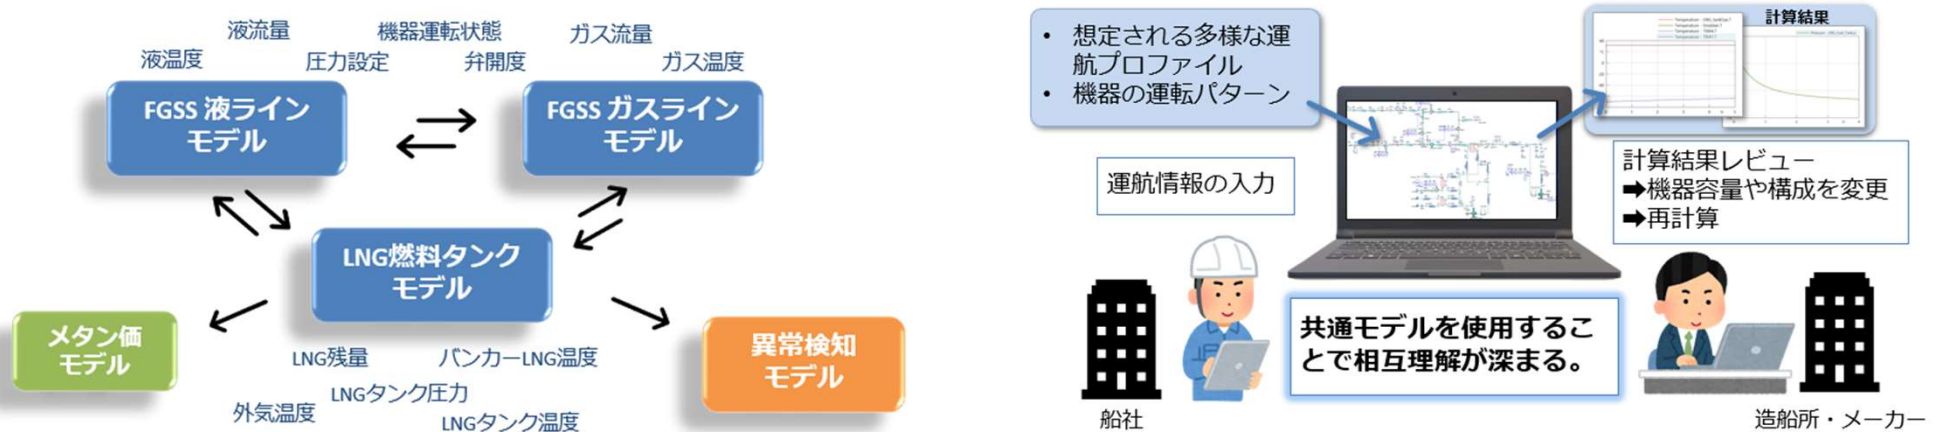 液流量
機器運転状態
ガス流量
液温度
圧力設定
弁開度
ガス温度
FGSS 液ライン
モデル
FGSS ガスライン
モデル
LNG燃料タンク
モデル
メタン価
モデル
異常検知
モデル
LNG残量
バンカーLNG温度
LNGタンク圧力
外気温度
LNGタンク温度
• 想定される多様な運
航プロファイル
• 機器の運転パターン
運航情報の入力
計算結果
計算結果レビュー
➡機器容量や構成を変更
➡再計算
共通モデルを使用するこ
とで相互理解が深まる。
船社
造船所・メーカー